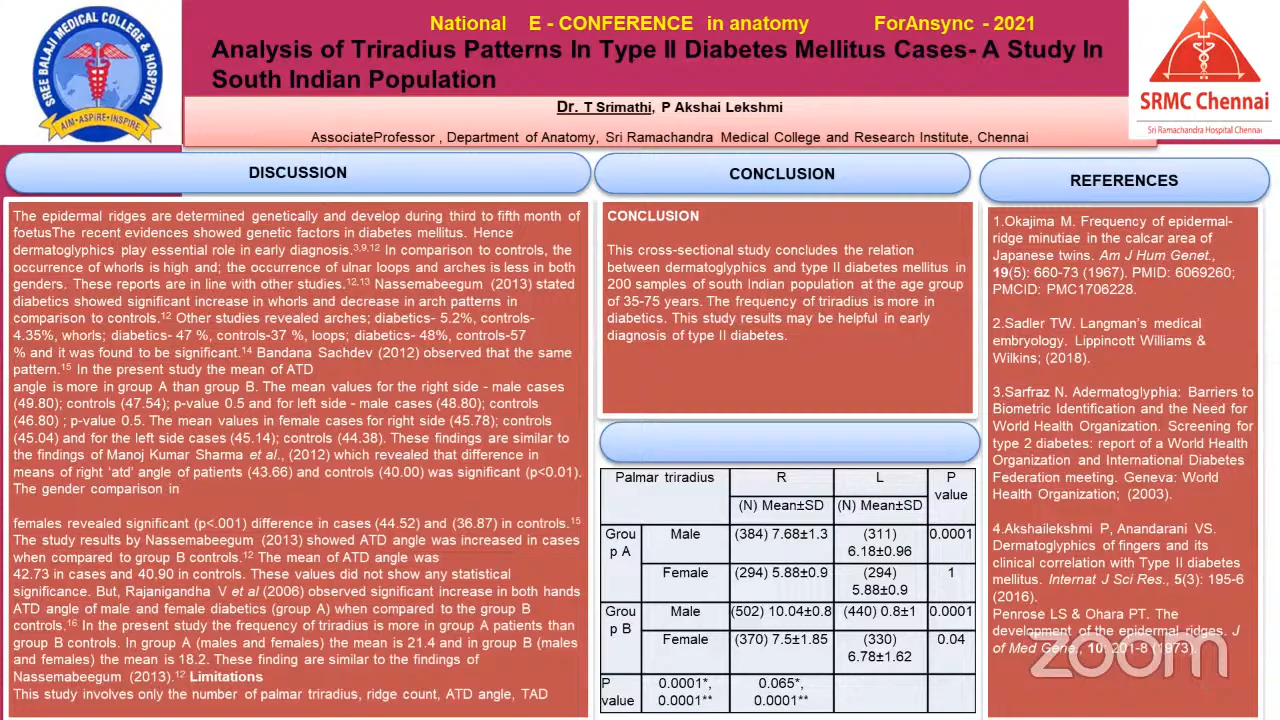 National E - CONFERENCE in anatomy ForAnsync - 2021
Analysis of Triradius Patterns In Type II Diabetes Mellitus Cases- A Study In
South Indian Population
Dr. T Srimathi, P Akshai Lekshmi
AssociateProfessor , Department of Anatomy, Sri Ramachandra Medical College and Research Institute, Chennai
SREE BALAJI MEDICAL COLLEGE & HOSPITAL
AIM-ASPIRE-INSPIRE
SRMC Chennai
Sri Ramachandra Hospital Chennai
DISCUSSION
The epidermal ridges are determined genetically and develop during third to fifth month of
foetusThe recent evidences showed genetic factors in diabetes mellitus. Hence
dermatoglyphics play essential role in early diagnosis.3,9,12 In comparison to controls, the
occurrence of whorls is high and; the occurrence of ulnar loops and arches is less in both
genders. These reports are in line with other studies.12,13 Nassemabeegum (2013) stated
diabetics showed significant increase in whorls and decrease in arch patterns in
comparison to controls.12 Other studies revealed arches; diabetics- 5.2%, controls-
4.35%, whorls; diabetics- 47 %, controls-37 %, loops; diabetics- 48%, controls-57
% and it was found to be significant.14 Bandana Sachdev (2012) observed that the same
pattern.15 In the present study the mean of ATD
angle is more in group A than group B. The mean values for the right side - male cases
(49.80); controls (47.54); p-value 0.5 and for left side - male cases (48.80); controls
(46.80) ; p-value 0.5. The mean values in female cases for right side (45.78); controls
(45.04) and for the left side cases (45.14); controls (44.38). These findings are similar to
the findings of Manoj Kumar Sharma et al., (2012) which revealed that difference in
means of right 'atd' angle of patients (43.66) and controls (40.00) was significant (p<0.01).
The gender comparison in
females revealed significant (p<.001) difference in cases (44.52) and (36.87) in controls.15
The study results by Nassemabeegum (2013) showed ATD angle was increased in cases
when compared to group B controls.12 The mean of ATD angle was
42.73 in cases and 40.90 in controls. These values did not show any statistical
significance. But, Rajanigandha V et al (2006) observed significant increase in both hands
ATD angle of male and female diabetics (group A) when compared to the group B
controls.16 In the present study the frequency of triradius is more in group A patients than
group B controls. In group A (males and females) the mean is 21.4 and in group B (males
and females) the mean is 18.2. These finding are similar to the findings of
Nassemabeegum (2013).12 Limitations
This study involves only the number of palmar triradius, ridge count, ATD angle, TAD
CONCLUSION
CONCLUSION
This cross-sectional study concludes the relation
between dermatoglyphics and type II diabetes mellitus in
200 samples of south Indian population at the age group
of 35-75 years. The frequency of triradius is more in
diabetics. This study results may be helpful in early
diagnosis of type II diabetes.
Palmar triradius R L P value
(N) Mean±SD (N) Mean±SD
Grou p A Male (384) 7.68±1.3 (311) 6.18±0.96 0.0001
Female (294) 5.88±0.9 (294) 5.88±0.9 1
Grou p B Male (502) 10.04±0.8 (440) 0.8±1 0.0001
Female (370) 7.5±1.85 (330) 6.78±1.62 0.04
P value 0.0001*, 0.0001** 0.065*, 0.0001**
REFERENCES
1.Okajima M. Frequency of epidermal-
ridge minutiae in the calcar area of
Japanese twins. Am J Hum Genet.,
19(5): 660-73 (1967). PMID: 6069260;
PMCID: PMC1706228.
2.Sadler TW. Langman's medical
embryology. Lippincott Williams &
Wilkins; (2018).
3.Sarfraz N. Adermatoglyphia: Barriers to
Biometric Identification and the Need for
World Health Organization. Screening for
type 2 diabetes: report of a World Health
Organization and International Diabetes
Federation meeting. Geneva: World
Health Organization; (2003).
4.Akshailekshmi P, Anandarani VS.
Dermatoglyphics of fingers and its
clinical correlation with Type II diabetes
mellitus. Internat J Sci Res., 5(3): 195-6
(2016).
Penrose LS & Ohara PT. The
development of the epidermal ridges. J
of Med Gene., 10: 201-8 (1973).
zoom